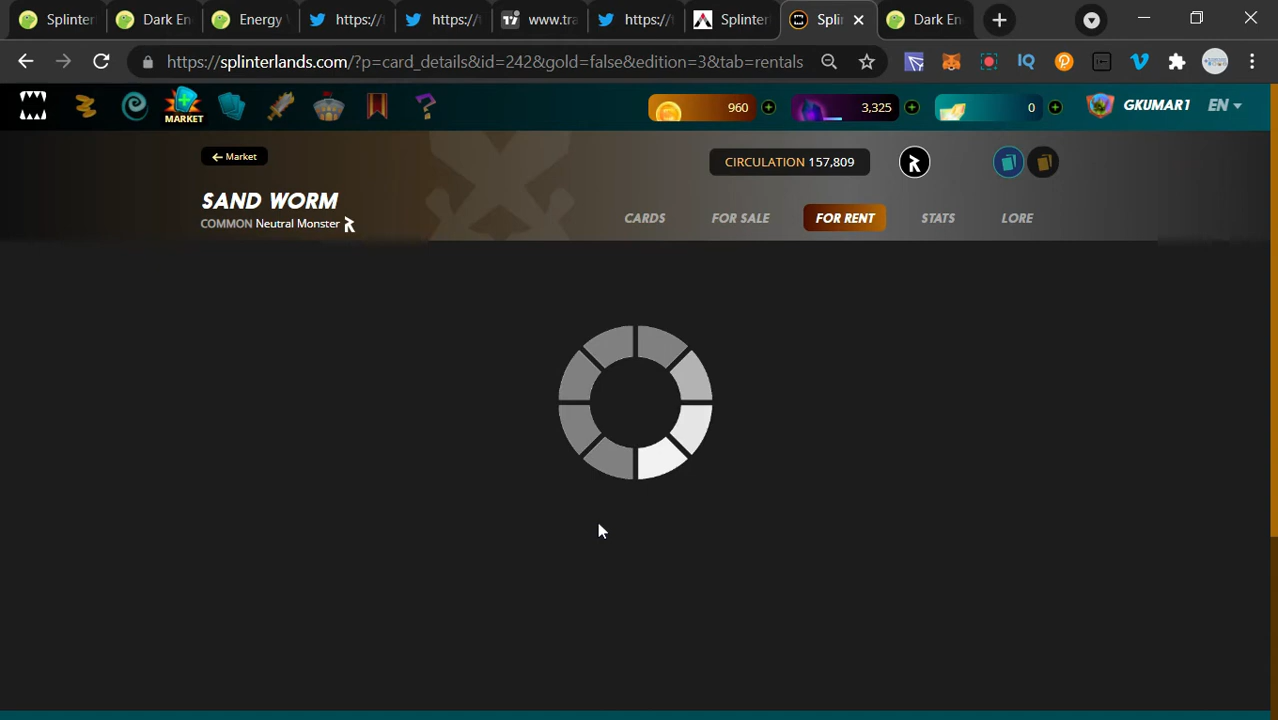 Splinter
Dark En
Energy
https://
https://
www.tra
https://
Splinter
Spli
Dark En
https://splinterlands.com/?p=card_details&id=242&gold=false&edition=3&tab=rentals
MARKET
960
3,325
0
GKUMAR1
EN
Market
CIRCULATION 157,809
SAND WORM
COMMON Neutral Monster
CARDS
FOR SALE
FOR RENT
STATS
LORE